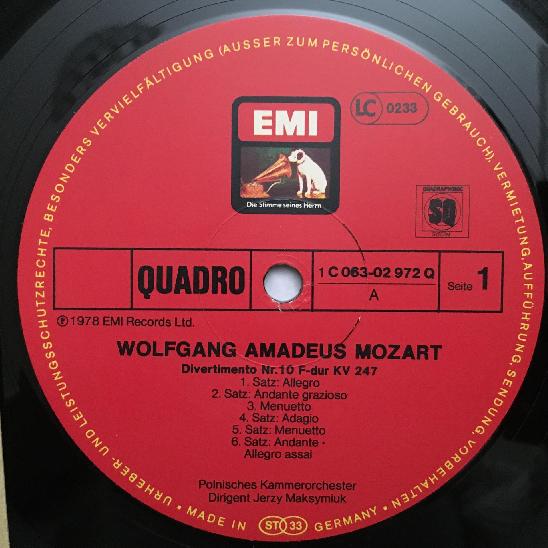 URHEBER- UND LEISTUNGSSCHUTZRECHTE, BESONDERS VERVIELFÄLTIGUNG (AUSSER ZUM PERSÖNLICHEN GEBRAUCH), VERMIETUNG, AUFFÜHRUNG, SENDUNG, VORBEHALTEN •
LC 0233
EMI
Die Stimme seines Herrn
QUADRAPHONIC
SQ
QUADRO
1 C 063-02 972 Q
A
Seite 1
℗ 1978 EMI Records Ltd.
WOLFGANG AMADEUS MOZART
Divertimento Nr.10 F-dur KV 247
1. Satz: Allegro
2. Satz: Andante grazioso
3. Menuetto
4. Satz: Adagio
5. Satz: Menuetto
6. Satz: Andante -
Allegro assai
Polnisches Kammerorchester
Dirigent Jerzy Maksymiuk
• MADE IN ST 33 GERMANY •